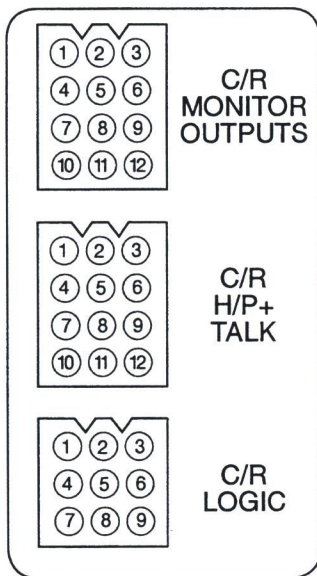 1 2 3
4 5 6
7 8 9
10 11 12
C/R
MONITOR
OUTPUTS
1 2 3
4 5 6
7 8 9
10 11 12
C/R
H/P+
TALK
1 2 3
4 5 6
7 8 9
C/R
LOGIC